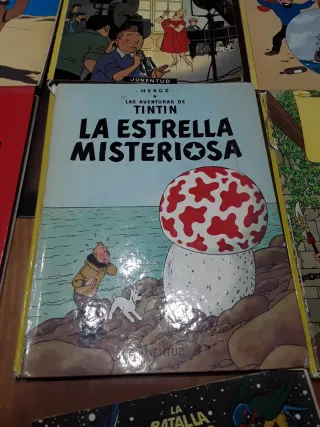 JUVENTUD
HERGÉ
LAS AVENTURAS DE
TINTIN
LA ESTRELLA
MISTERIOSA
JUVENTUD
LA
BATALLA